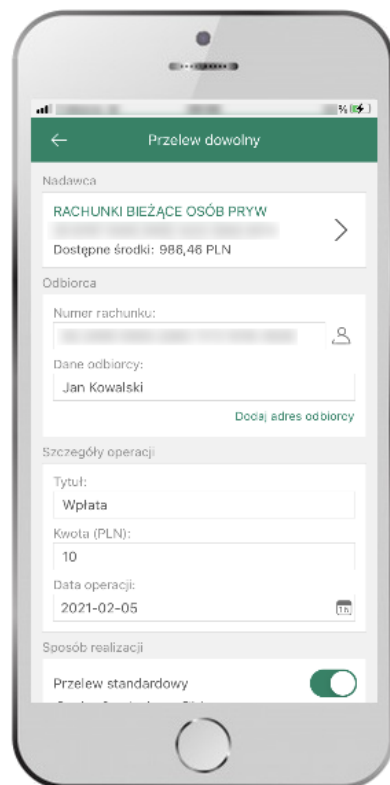 %
Przelew dowolny
Nadawca
RACHUNKI BIEŻĄCE OSÓB PRYW
Dostępne środki: 986,46 PLN
Odbiorca
Numer rachunku:
Dane odbiorcy:
Jan Kowalski
Dodaj adres odbiorcy
Szczegóły operacji
Tytuł:
Wpłata
Kwota (PLN):
10
Data operacji:
2021-02-05
Sposób realizacji
Przelew standardowy